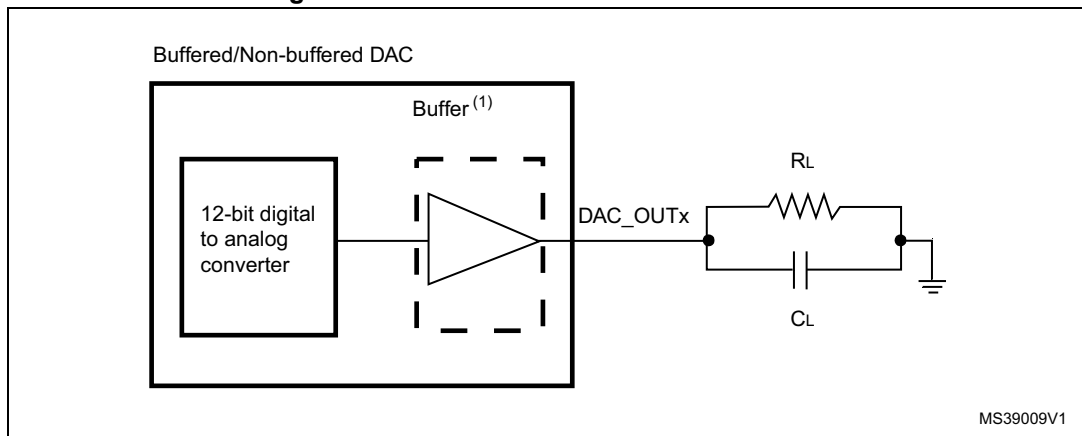 Buffered/Non-buffered DAC
Buffer (1)
12-bit digital
to analog
converter
DAC_OUTx
RL
CL
MS39009V1